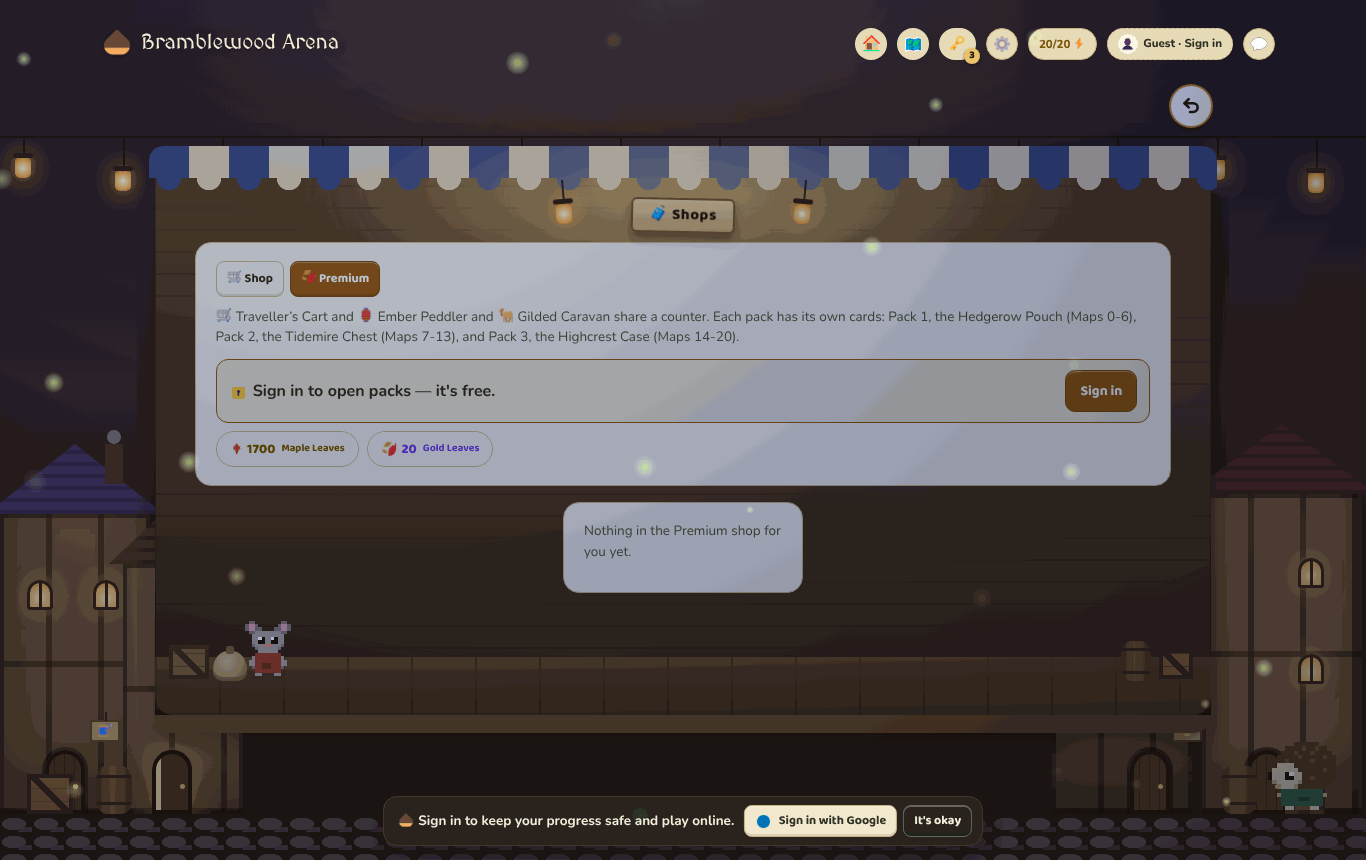 Bramblewood Arena
3
20/20
Guest · Sign in
Shops
Shop
Premium
Traveller's Cart and Ember Peddler and Gilded Caravan share a counter. Each pack has its own cards: Pack 1, the Hedgerow Pouch (Maps 0-6),
Pack 2, the Tidemire Chest (Maps 7-13), and Pack 3, the Highcrest Case (Maps 14-20).
Sign in to open packs — it's free.
Sign in
1700 Maple Leaves
20 Gold Leaves
Nothing in the Premium shop for
you yet.
Sign in to keep your progress safe and play online.
Sign in with Google
It's okay